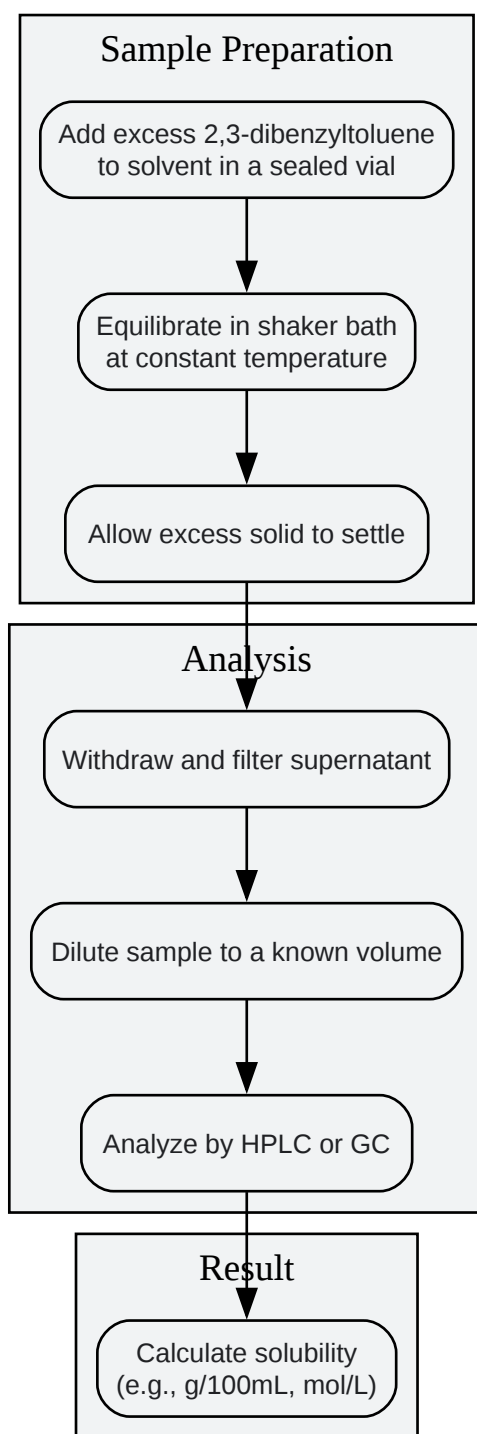 Sample Preparation
Add excess 2,3-dibenzyltoluene
to solvent in a sealed vial
Equilibrate in shaker bath
at constant temperature
Allow excess solid to settle
Analysis
Withdraw and filter supernatant
Dilute sample to a known volume
Analyze by HPLC or GC
Result
Calculate solubility
(e.g., g/100mL, mol/L)